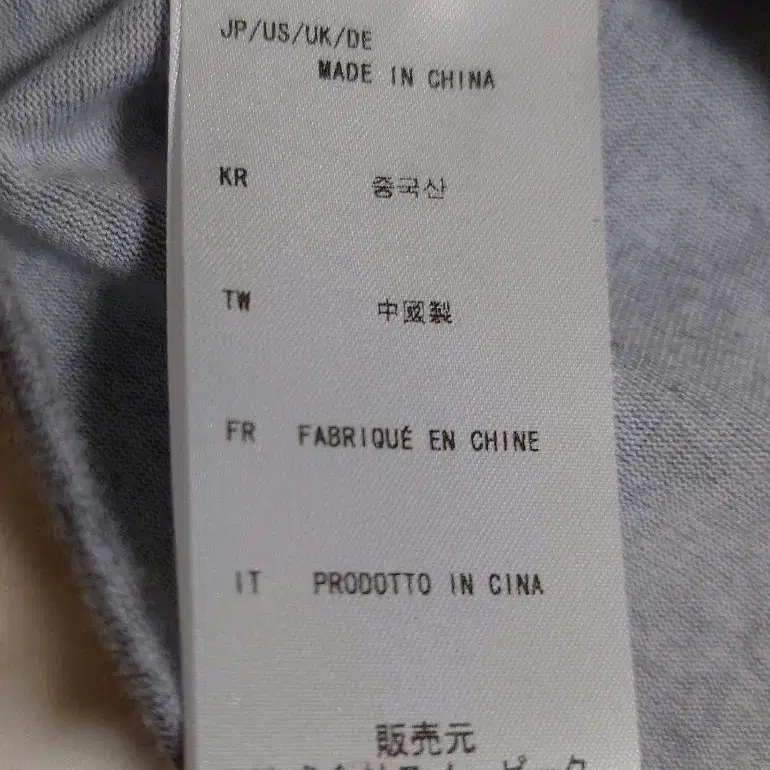 JP/US/UK/DE
MADE IN CHINA
KR 중국산
TW 中國製
FR FABRIQUÉ EN CHINE
IT PRODOTTO IN CINA
販売元